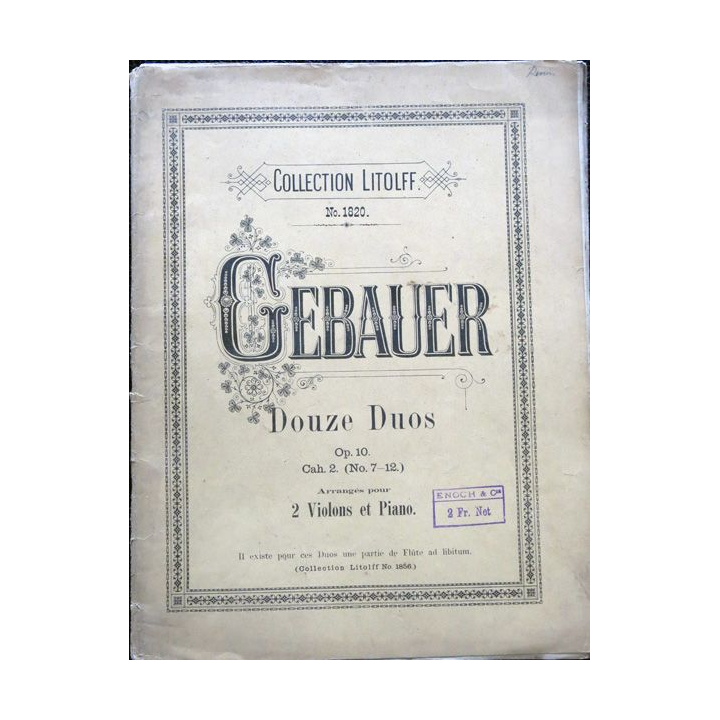 COLLECTION LITOLFF.
No. 1820.
GEBAUER
Douze Duos
Op. 10.
Cah. 2. (No. 7-12.)
Arrangés pour
2 Violons et Piano.
ENOCH & Cie
2 Fr. Net
Il existe pour ces Duos une partie de Flûte ad libitum.
(Collection Litolff No. 1856.)